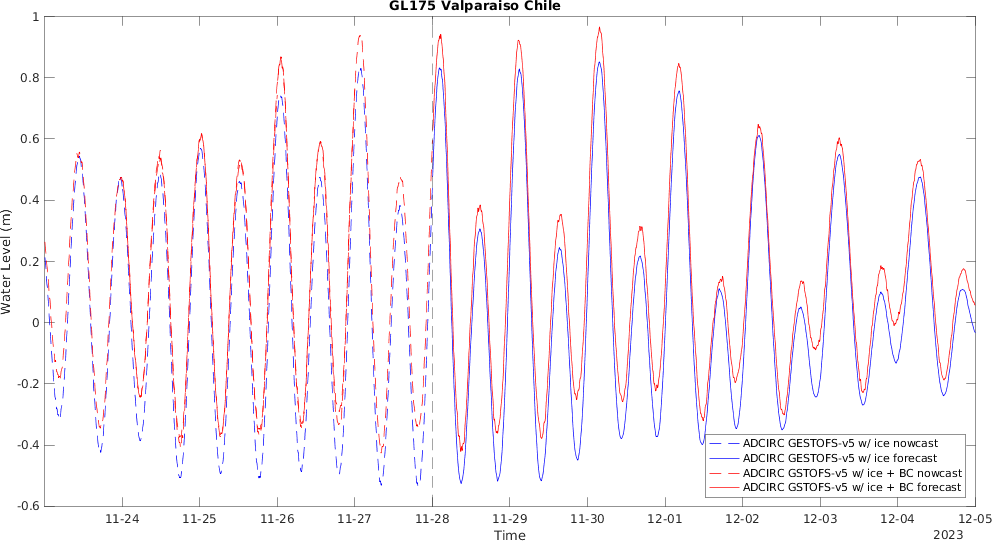 GL175 Valparaiso Chile
1
0.8
0.6
0.4
0.2
0
-0.2
-0.4
-0.6
Water Level (m)
ADCIRC GESTOFS-v5 w/ ice nowcast
ADCIRC GESTOFS-v5 w/ ice forecast
ADCIRC GSTOFS-v5 w/ ice + BC nowcast
ADCIRC GSTOFS-v5 w/ ice + BC forecast
11-24 11-25 11-26 11-27 11-28 11-29 11-30 12-01 12-02 12-03 12-04 12-05
Time
2023